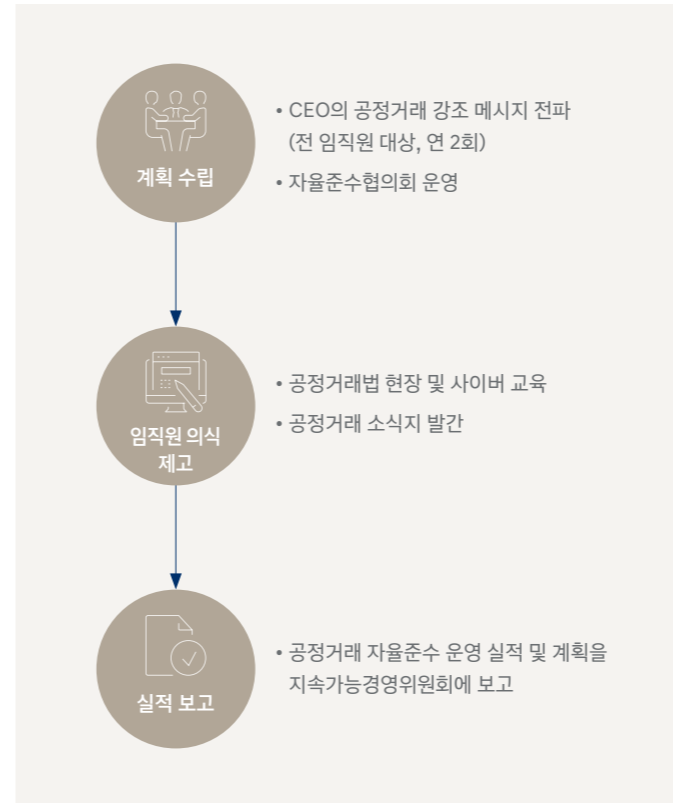 계획 수립
• CEO의 공정거래 강조 메시지 전파
(전 임직원 대상, 연 2회)
• 자율준수협의회 운영
임직원 의식
제고
• 공정거래법 현장 및 사이버 교육
• 공정거래 소식지 발간
실적 보고
• 공정거래 자율준수 운영 실적 및 계획을
지속가능경영위원회에 보고